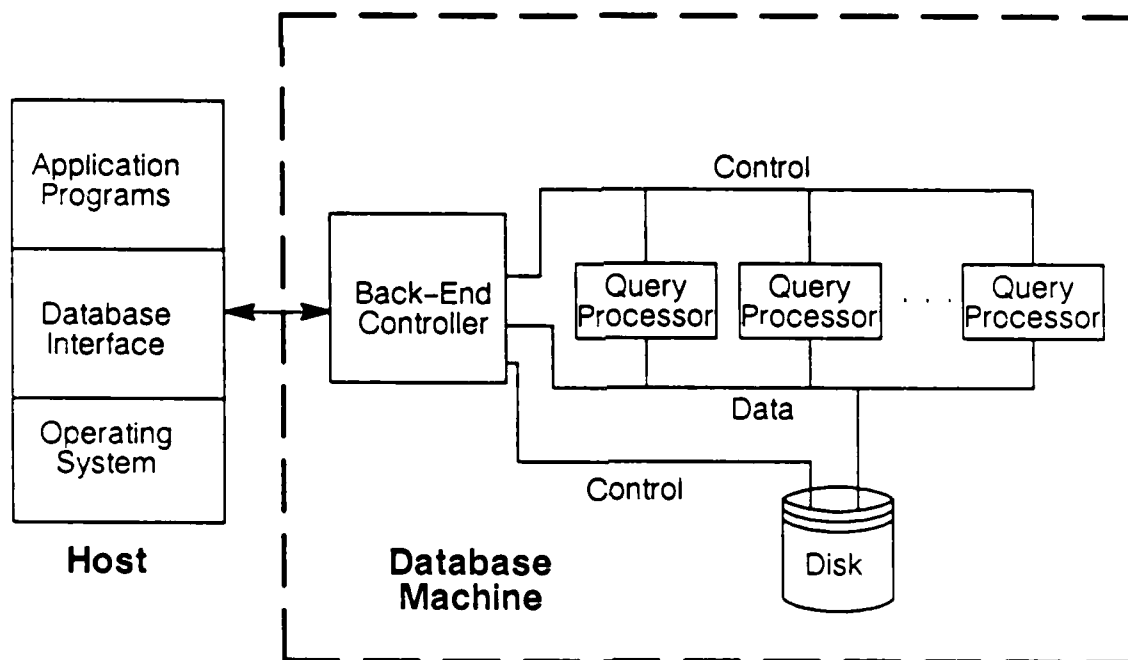 Application
Programs
Database
Interface
Operating
System
Host
Back-End
Controller
Control
Query
Processor
Query
Processor
. . . .
Query
Processor
Data
Control
Disk
Database
Machine